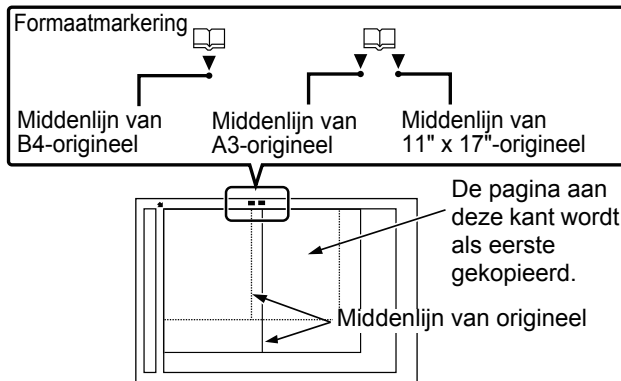 Formaatmarkering
Middenlijn van
B4-origineel
Middenlijn van
A3-origineel
Middenlijn van
11" x 17"-origineel
De pagina aan
deze kant wordt
als eerste
gekopieerd.
Middenlijn van origineel